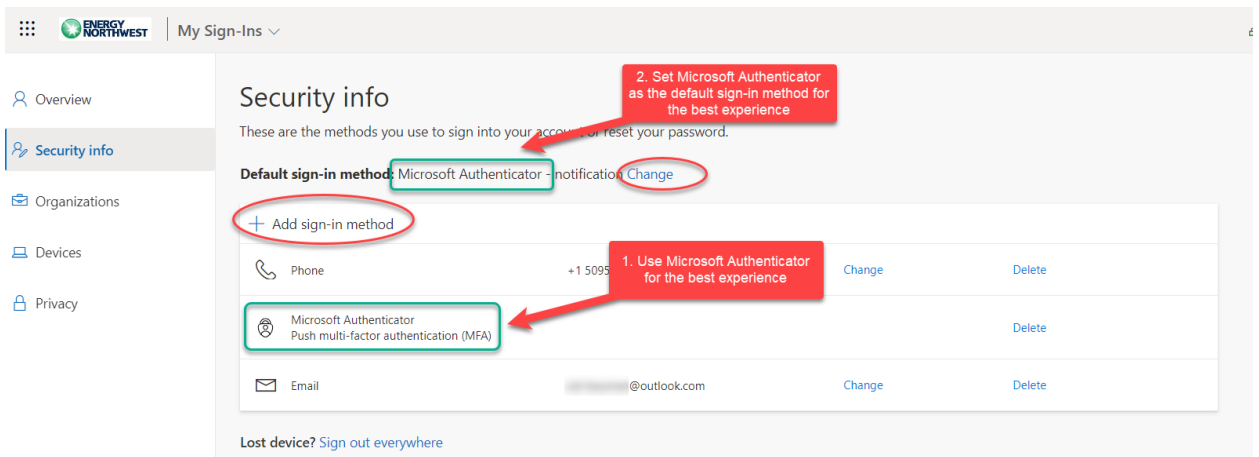 ENERGY
NORTHWEST
My Sign-Ins
Overview
Security info
Organizations
Devices
Privacy
Security info
These are the methods you use to sign into your account or reset your password.
Default sign-in method: Microsoft Authenticator - notification Change
2. Set Microsoft Authenticator
as the default sign-in method for
the best experience
Add sign-in method
Phone
+1 5095
Change
Delete
1. Use Microsoft Authenticator
for the best experience
Microsoft Authenticator
Push multi-factor authentication (MFA)
Delete
Email
@outlook.com
Change
Delete
Lost device? Sign out everywhere